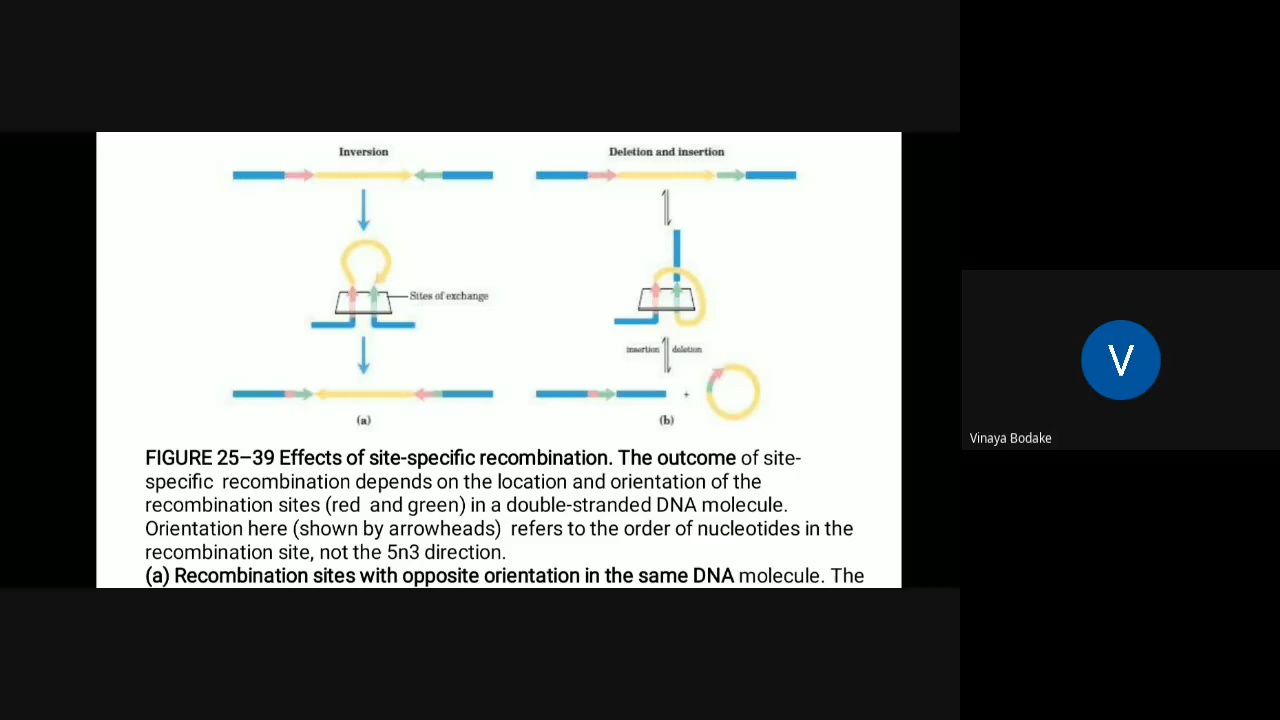 Inversion
Deletion and insertion
Sites of exchange
insertion
deletion
+
(a)
(b)
FIGURE 25–39 Effects of site-specific recombination. The outcome of site-
specific recombination depends on the location and orientation of the
recombination sites (red and green) in a double-stranded DNA molecule.
Orientation here (shown by arrowheads) refers to the order of nucleotides in the
recombination site, not the 5n3 direction.
(a) Recombination sites with opposite orientation in the same DNA molecule. The
V
Vinaya Bodake